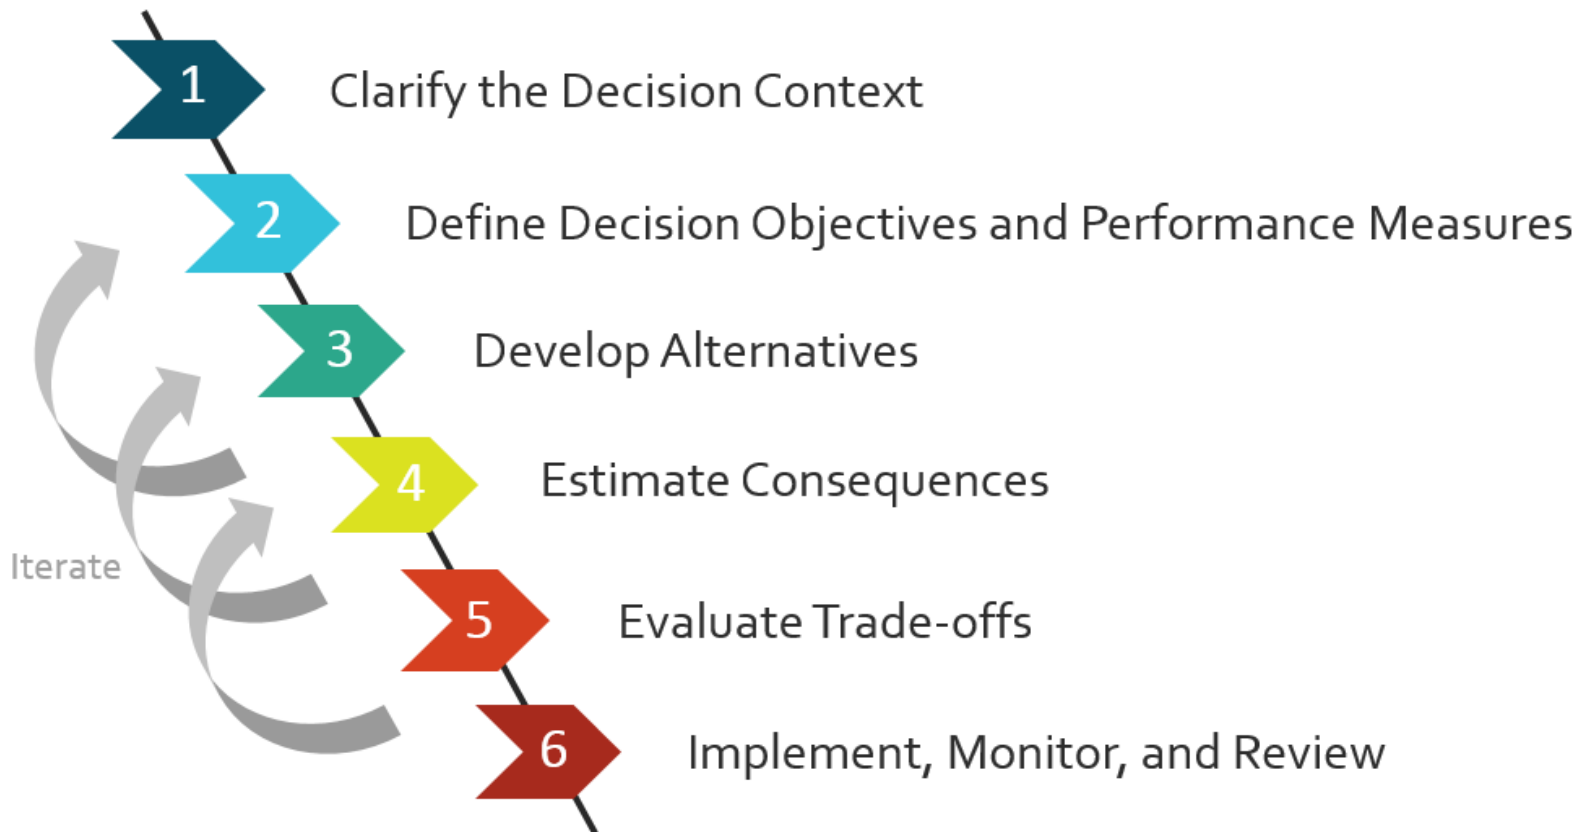 1 Clarify the Decision Context
2 Define Decision Objectives and Performance Measures
3 Develop Alternatives
4 Estimate Consequences
Iterate
5 Evaluate Trade-offs
6 Implement, Monitor, and Review